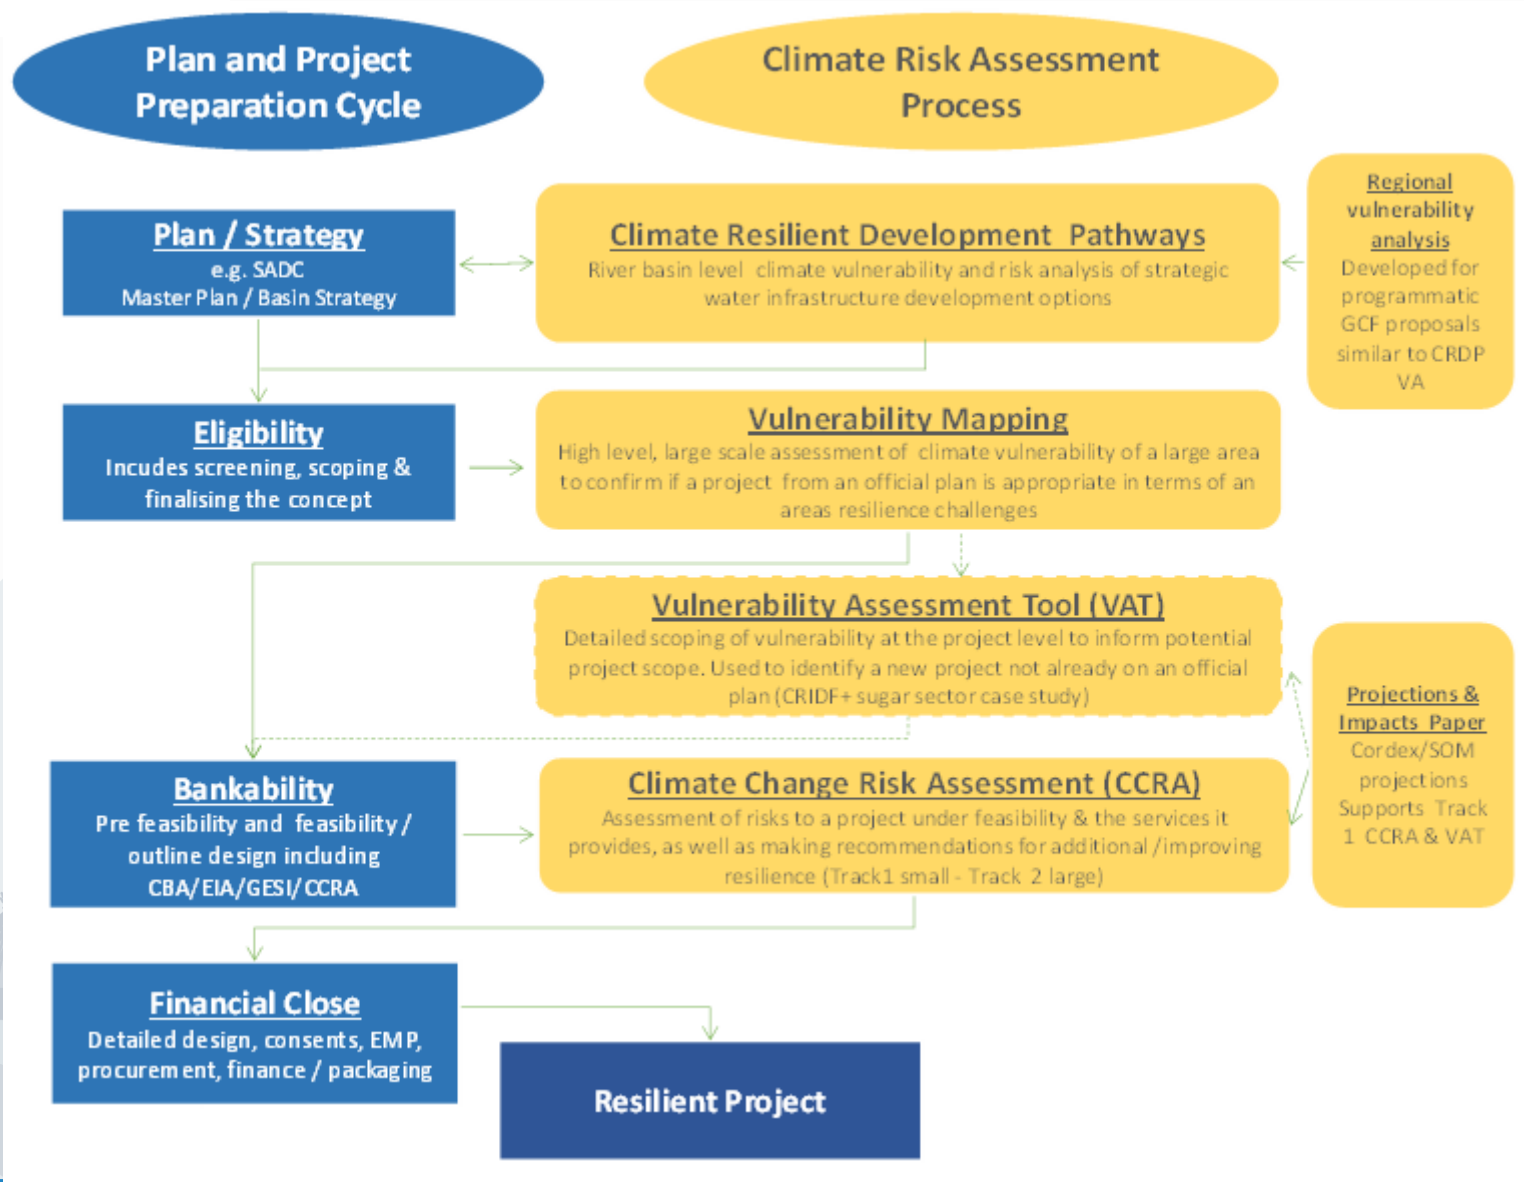 Plan and Project
Preparation Cycle
Climate Risk Assessment
Process
Plan / Strategy
e.g. SADC
Master Plan / Basin Strategy
Climate Resilient Development Pathways
River basin level climate vulnerability and risk analysis of strategic
water infrastructure development options
Regional
vulnerability
analysis
Developed for
programmatic
GCF proposals
similar to CRDP
VA
Eligibility
Incudes screening, scoping &
finalising the concept
Vulnerability Mapping
High level, large scale assessment of climate vulnerability of a large area
to confirm if a project from an official plan is appropriate in terms of an
areas resilience challenges
Vulnerability Assessment Tool (VAT)
Detailed scoping of vulnerability at the project level to inform potential
project scope. Used to identify a new project not already on an official
plan (CRIDF+ sugar sector case study)
Projections &
Impacts Paper
Cordex/SOM
projections
Supports Track
1 CCRA & VAT
Bankability
Pre feasibility and feasibility /
outline design including
CBA/EIA/GESI/CCRA
Climate Change Risk Assessment (CCRA)
Assessment of risks to a project under feasibility & the services it
provides, as well as making recommendations for additional /improving
resilience (Track1 small - Track 2 large)
Financial Close
Detailed design, consents, EMP,
procurement, finance / packaging
Resilient Project